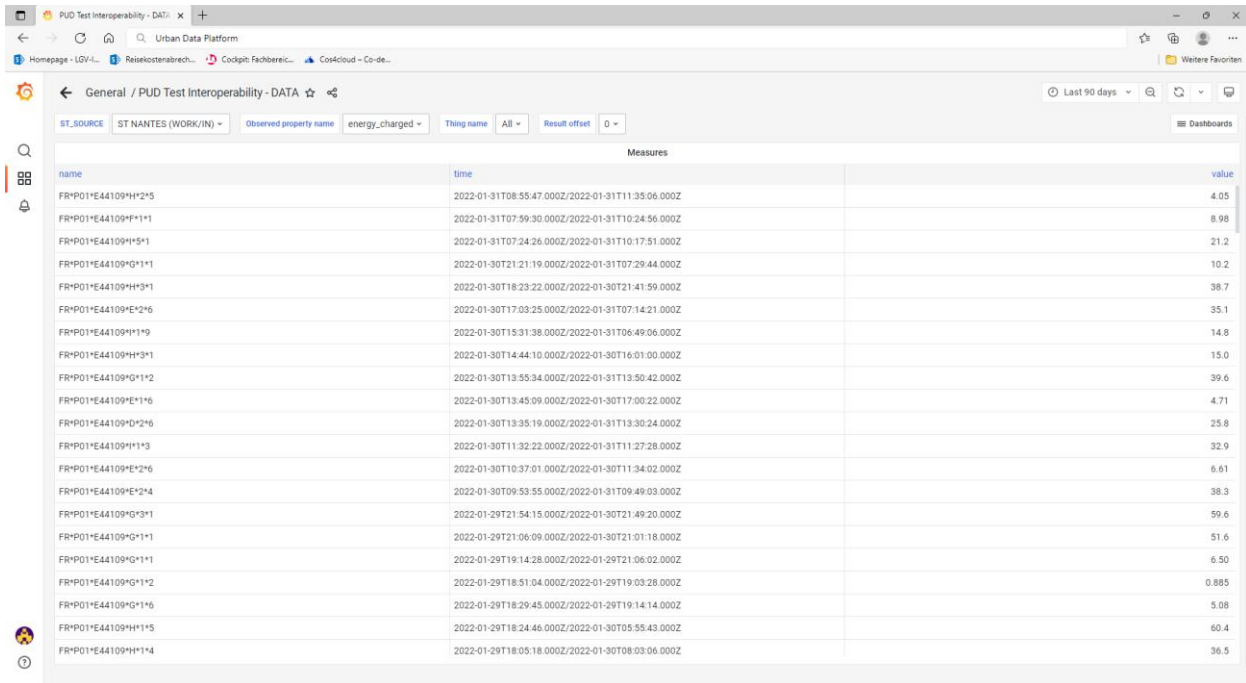 PUD Test Interoperability - DATA
Urban Data Platform
Homepage - LGV-I... Reisekostenabrech... Cockpit: Fachbereic... Cos4cloud – Co-de... Weitere Favoriten
General / PUD Test Interoperability - DATA Last 90 days
ST_SOURCE ST NANTES (WORK/IN) Observed property name energy_charged Thing name All Result offset 0 Dashboards
Measures
name time value
FR*P01*E44109*H*2*5 2022-01-31T08:55:47.000Z/2022-01-31T11:35:06.000Z 4.05
FR*P01*E44109*F*1*1 2022-01-31T07:59:30.000Z/2022-01-31T10:24:56.000Z 8.98
FR*P01*E44109*I*5*1 2022-01-31T07:24:26.000Z/2022-01-31T10:17:51.000Z 21.2
FR*P01*E44109*G*1*1 2022-01-30T21:21:19.000Z/2022-01-31T07:29:44.000Z 10.2
FR*P01*E44109*H*3*1 2022-01-30T18:23:22.000Z/2022-01-30T21:41:59.000Z 38.7
FR*P01*E44109*E*2*6 2022-01-30T17:03:25.000Z/2022-01-31T07:14:21.000Z 35.1
FR*P01*E44109*I*1*9 2022-01-30T15:31:38.000Z/2022-01-31T06:49:06.000Z 14.8
FR*P01*E44109*H*3*1 2022-01-30T14:44:10.000Z/2022-01-30T16:01:00.000Z 15.0
FR*P01*E44109*G*1*2 2022-01-30T13:55:34.000Z/2022-01-31T13:50:42.000Z 39.6
FR*P01*E44109*E*1*6 2022-01-30T13:45:09.000Z/2022-01-30T17:00:22.000Z 4.71
FR*P01*E44109*D*2*6 2022-01-30T13:35:19.000Z/2022-01-31T13:30:24.000Z 25.8
FR*P01*E44109*I*1*3 2022-01-30T11:32:22.000Z/2022-01-31T11:27:28.000Z 32.9
FR*P01*E44109*E*2*6 2022-01-30T10:37:01.000Z/2022-01-30T11:34:02.000Z 6.61
FR*P01*E44109*E*2*4 2022-01-30T09:53:55.000Z/2022-01-31T09:49:03.000Z 38.3
FR*P01*E44109*G*3*1 2022-01-29T21:54:15.000Z/2022-01-30T21:49:20.000Z 59.6
FR*P01*E44109*G*1*1 2022-01-29T21:06:09.000Z/2022-01-30T21:01:18.000Z 51.6
FR*P01*E44109*G*1*1 2022-01-29T19:14:28.000Z/2022-01-29T21:06:02.000Z 6.50
FR*P01*E44109*G*1*2 2022-01-29T18:51:04.000Z/2022-01-29T19:03:28.000Z 0.885
FR*P01*E44109*G*1*6 2022-01-29T18:29:45.000Z/2022-01-29T19:14:14.000Z 5.08
FR*P01*E44109*H*1*5 2022-01-29T18:24:46.000Z/2022-01-30T05:55:43.000Z 60.4
FR*P01*E44109*H*1*4 2022-01-29T18:05:18.000Z/2022-01-30T08:03:06.000Z 36.5